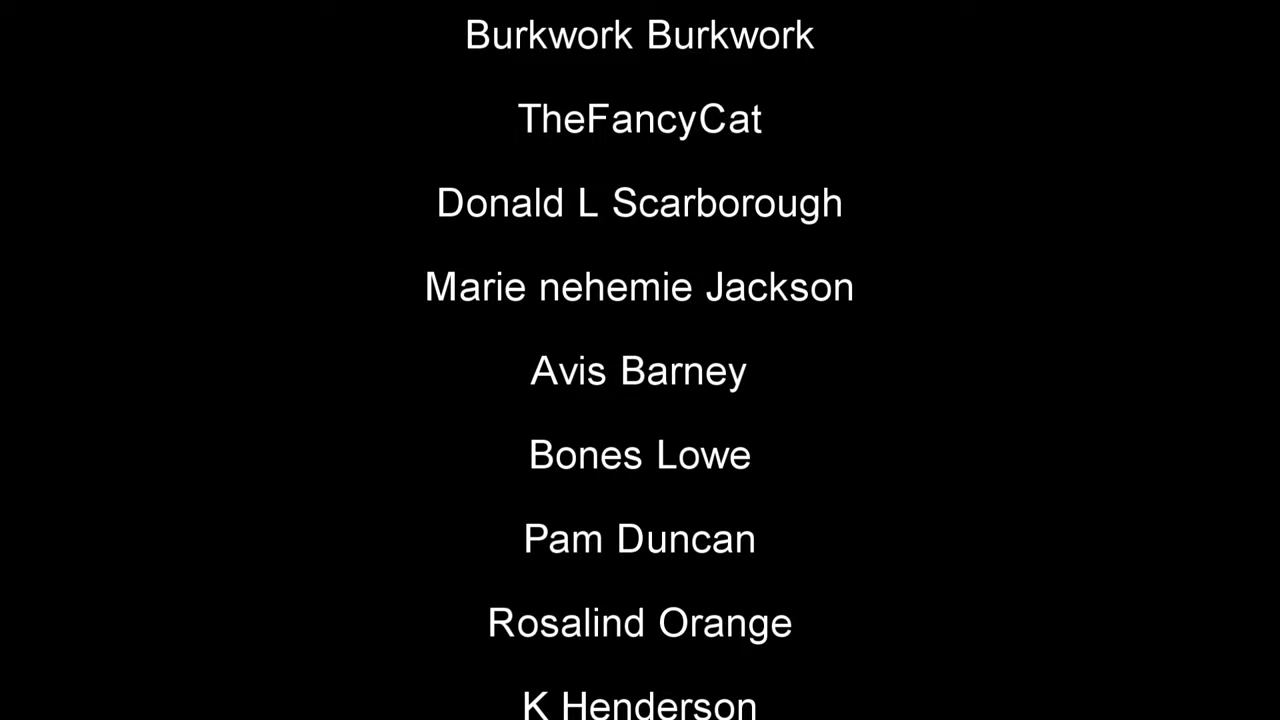 Burkwork Burkwork
TheFancyCat
Donald L Scarborough
Marie nehemie Jackson
Avis Barney
Bones Lowe
Pam Duncan
Rosalind Orange
K Henderson